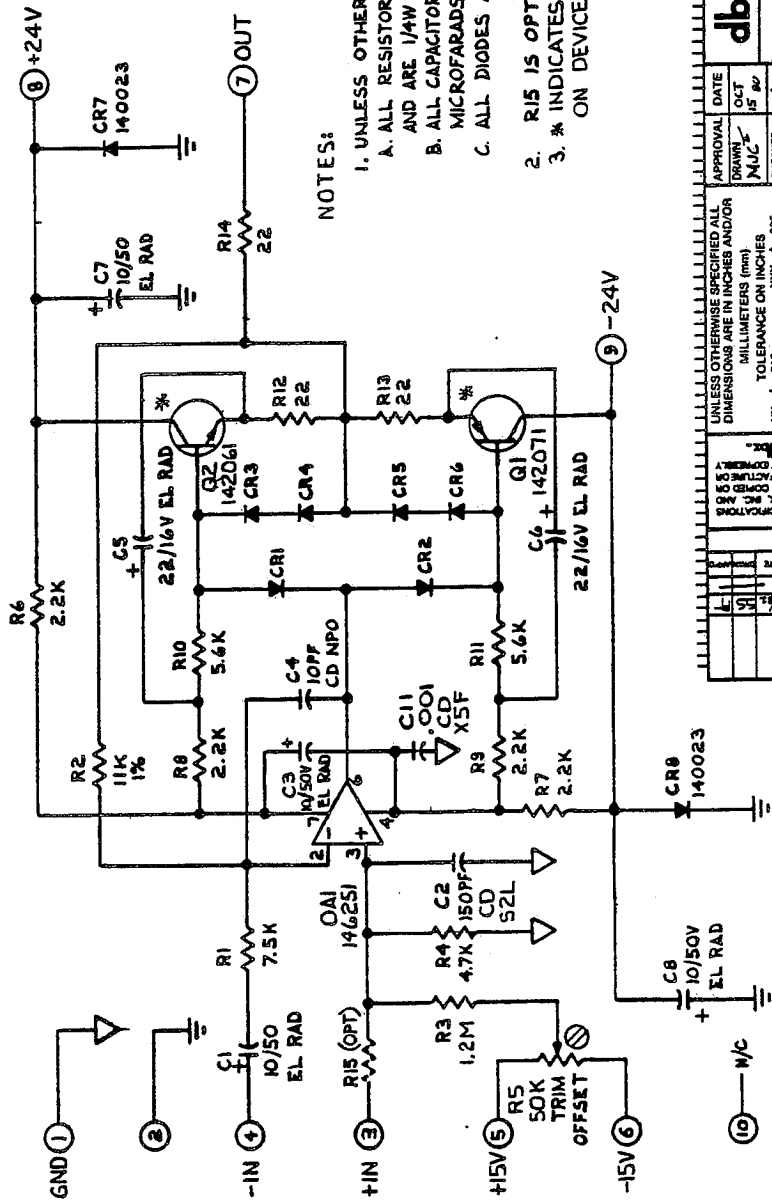 GND 1
2
-IN 4
+IN 3
+15V 5
-15V 6
10 N/C
8 +24V
7 OUT
9 -24V
C1
+
10/50
EL RAD
R1
7.5K
R2
11K
1%
R15 (OPT)
R3
1.2M
R4
4.7K
C2
150PF
CD
S2L
R5
50K
TRIM
OFFSET
OA1
146251
2
3
4
6
7
-
+
R6
2.2K
R8
2.2K
R10
5.6K
C3
+
10/50V
EL RAD
C4
10PF
CD NPO
C11
.001
CD
X5F
R9
2.2K
R11
5.6K
R7
2.2K
C5
+
22/16V EL RAD
Q2
142061
CR1
CR2
CR3
CR4
CR5
CR6
R12
22
R13
22
Q1
142071
C6 +
22/16V EL RAD
R14
22
C7
+
10/50
EL RAD
CR7
140023
CR8
140023
C8
10/50V
+
EL RAD
NOTES:
1. UNLESS OTHER
A. ALL RESISTOR
AND ARE 1/4W
B. ALL CAPACITOR
MICROFARADS
C. ALL DIODES
2. R15 IS OPT
3. * INDICATES
ON DEVICE
UNLESS OTHERWISE SPECIFIED ALL
DIMENSIONS ARE IN INCHES AND/OR
MILLIMETERS (mm)
TOLERANCE ON INCHES
APPROVAL
DATE
DRAWN
OCT
db